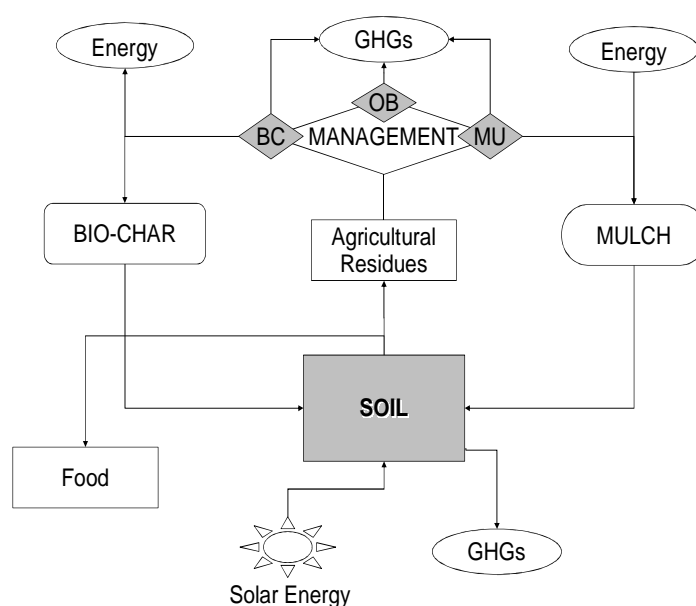 Energy
GHGs
Energy
OB
BC
MANAGEMENT
MU
BIO-CHAR
Agricultural
Residues
MULCH
SOIL
Food
GHGs
Solar Energy